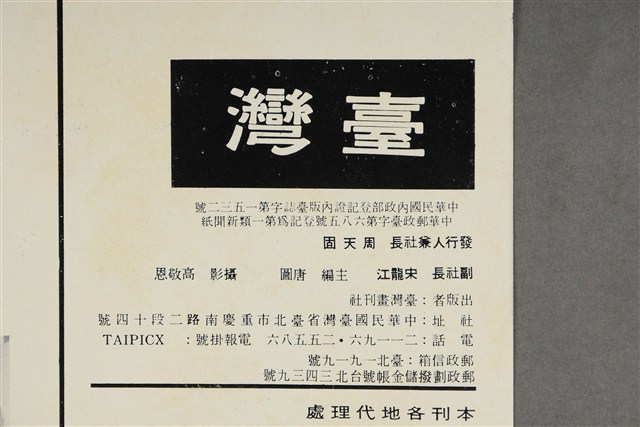 臺灣
中華民國內政部登記證內版臺誌字第一五三二號
中華郵政臺字第六八五號登記爲第一類新聞紙
發行人兼社長 周天固
副社長 宋龍江 主編 唐圖 攝影 高敬恩
出版者：臺灣畫刊社
社址：中華民國臺灣省臺北市重慶南路二段十四號
電話：二一一九六・二五五八六 電報掛號： TAIPICX
郵政信箱：臺北一九一九號
郵政劃撥儲金帳號台北三四三九號
本刊各地代理處